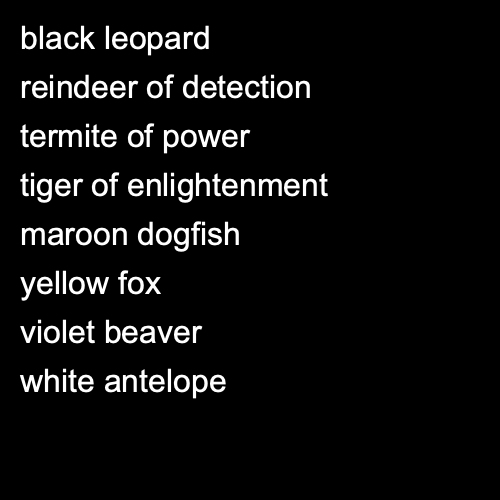 black leopard
reindeer of detection
termite of power
tiger of enlightenment
maroon dogfish
yellow fox
violet beaver
white antelope